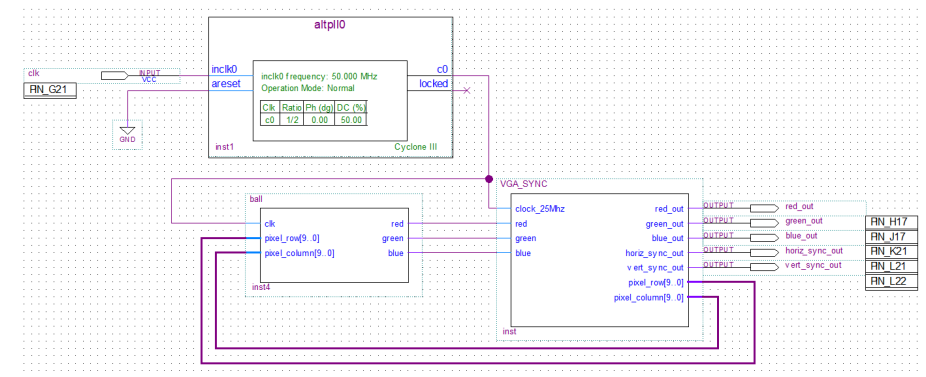 altpll0
clk
INPUT
VCC
PIN_G21
GND
inclk0
areset
inclk0 frequency: 50.000 MHz
Operation Mode: Normal
Clk Ratio Ph (dg) DC (%)
c0 1/2 0.00 50.00
c0
locked
inst1
Cyclone III
ball
clk
pixel_row[9..0]
pixel_column[9..0]
red
green
blue
inst4
VGA_SYNC
clock_25Mhz
red
green
blue
red_out
green_out
blue_out
horiz_sync_out
vert_sync_out
pixel_row[9..0]
pixel_column[9..0]
inst
OUTPUT red_out
OUTPUT green_out
OUTPUT blue_out
OUTPUT horiz_sync_out
OUTPUT vert_sync_out
PIN_H17
PIN_J17
PIN_K21
PIN_L21
PIN_L22